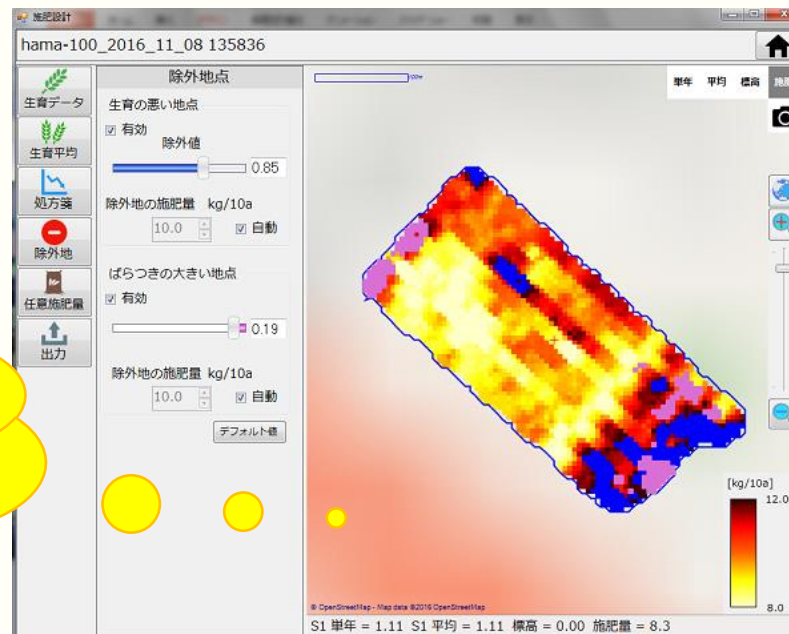 施肥設計
hama-100_2016_11_08 135836
生育データ
生育平均
処方箋
除外地
任意施肥量
出力
除外地点
生育の悪い地点
有効
除外値
0.85
除外地の施肥量 kg/10a
10.0 自動
ばらつきの大きい地点
有効
0.19
除外地の施肥量 kg/10a
10.0 自動
デフォルト値
単年 平均 標高
[kg/10a]
12.0
8.0
© OpenStreetMap - Map data ©2016 OpenStreetMap
S1 単年 = 1.11 S1 平均 = 1.11 標高 = 0.00 施肥量 = 8.3